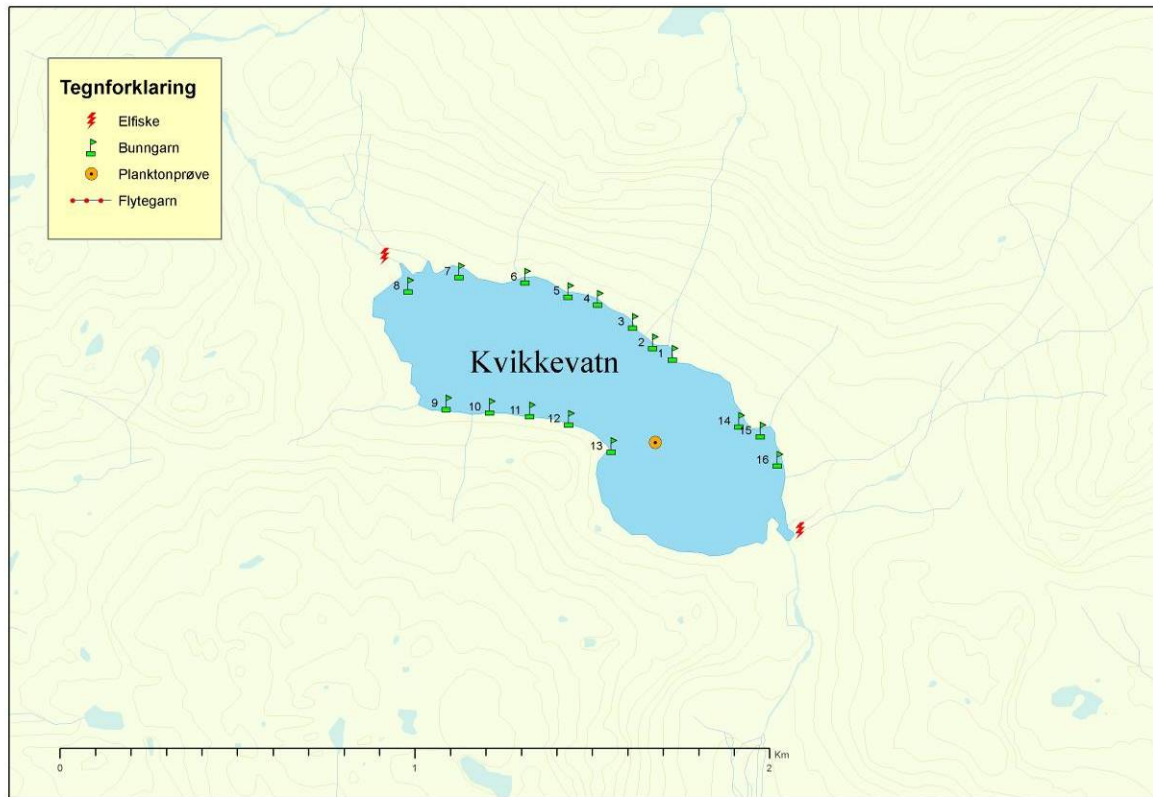 Tegnforklaring
Elfiske
Bunngarn
Planktonprøve
Flytegarn
7
6
8
5
4
3
2
1
Kvikkevatn
9
10
11
12
14
15
13
16
Km
0
1
2